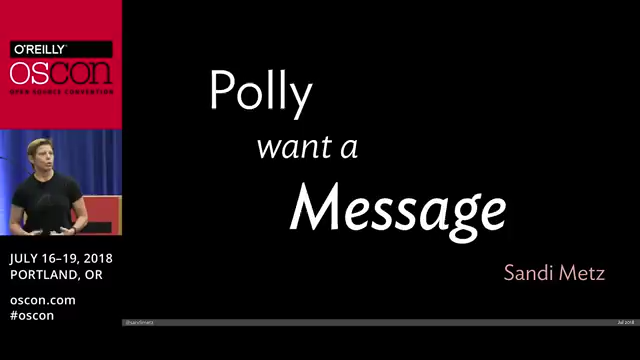 O'REILLY
OSCON
OPEN SOURCE CONVENTION
JULY 16–19, 2018
PORTLAND, OR
oscon.com
#oscon
Polly
want a
Message
Sandi Metz
@sandimetz
Jul 2018